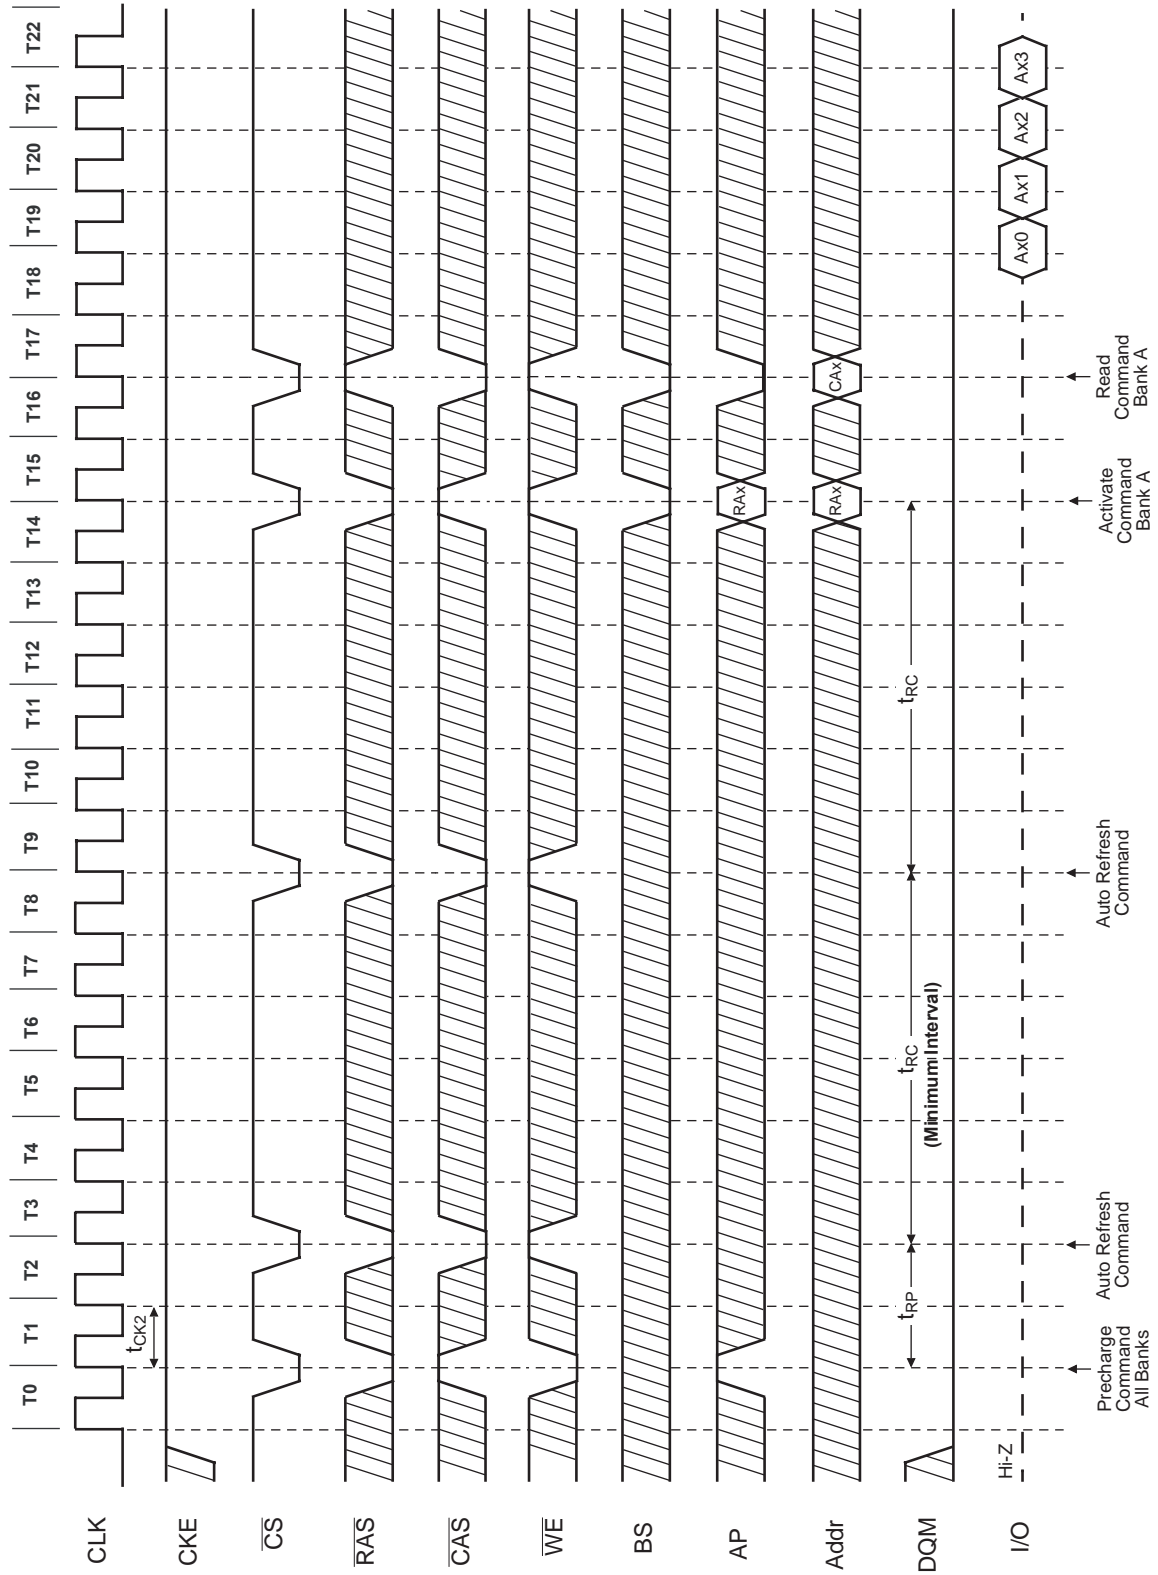 T0 T1 T2 T3 T4 T5 T6 T7 T8 T9 T10 T11 T12 T13 T14 T15 T16 T17 T18 T19 T20 T21 T22
CLK
tCK2
CKE
CS
RAS
CAS
WE
BS
AP
RAx
Addr
RAx CAx
DQM
tRP tRC tRC
(Minimum Interval)
I/O
Hi-Z
Ax0 Ax1 Ax2 Ax3
Precharge
Command
All Banks
Auto Refresh
Command
Auto Refresh
Command
Activate
Command
Bank A
Read
Command
Bank A